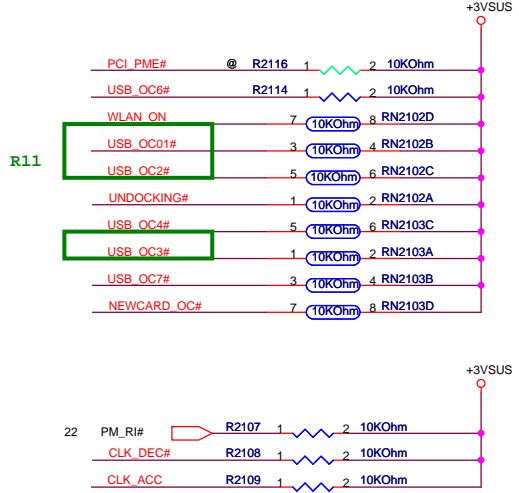 +3VSUS
PCI_PME# @ R2116 1 2 10KOhm
USB_OC6# R2114 1 2 10KOhm
WLAN_ON 7 10KOhm 8 RN2102D
USB_OC01# 3 10KOhm 4 RN2102B
R11
USB_OC2# 5 10KOhm 6 RN2102C
UNDOCKING# 1 10KOhm 2 RN2102A
USB_OC4# 5 10KOhm 6 RN2103C
USB_OC3# 1 10KOhm 2 RN2103A
USB_OC7# 3 10KOhm 4 RN2103B
NEWCARD_OC# 7 10KOhm 8 RN2103D
+3VSUS
22 PM_RI# R2107 1 2 10KOhm
CLK_DEC# R2108 1 2 10KOhm
CLK_ACC R2109 1 2 10KOhm